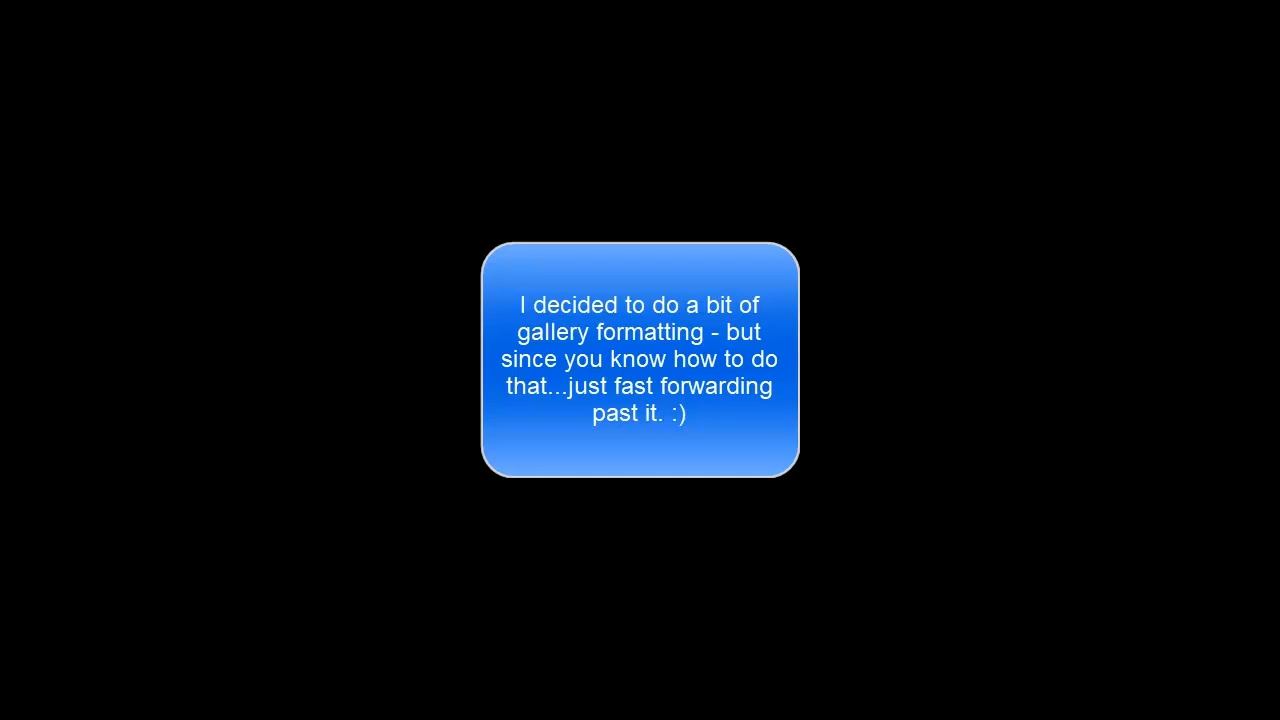 I decided to do a bit of
gallery formatting - but
since you know how to do
that...just fast forwarding
past it. :)